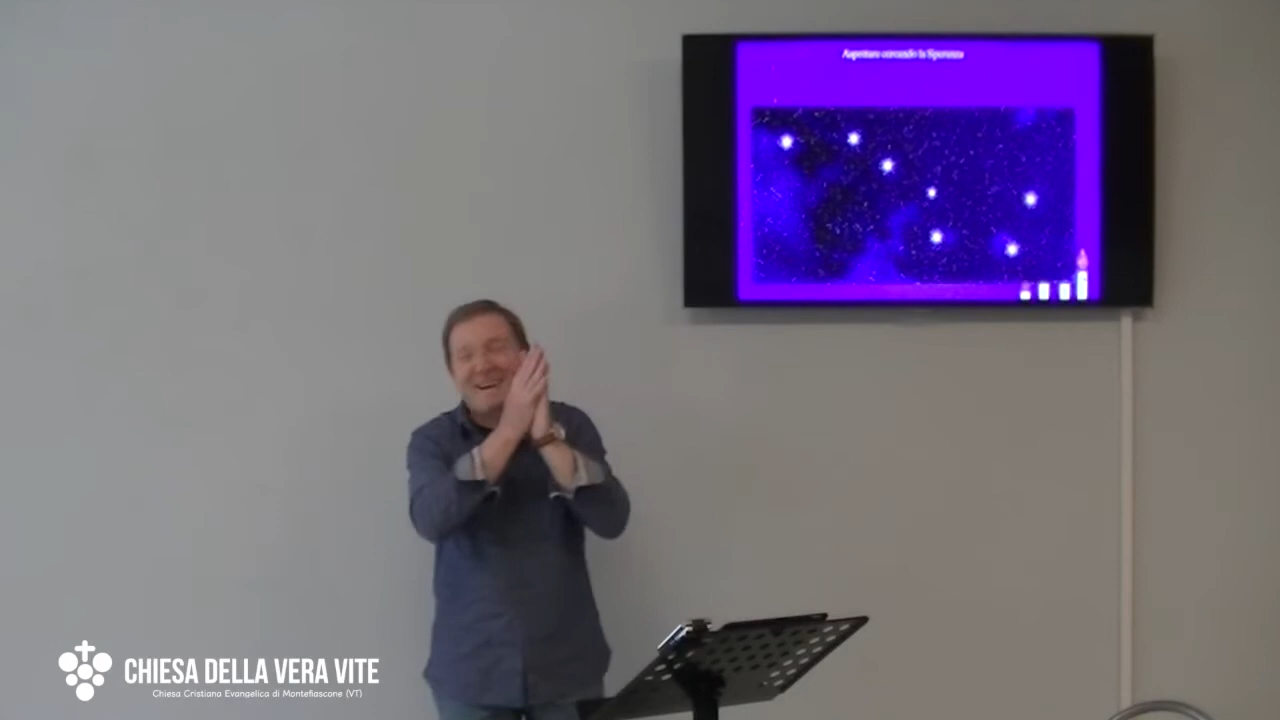 Aspettare cercando la Speranza
CHIESA DELLA VERA VITE
Chiesa Cristiana Evangelica di Montefiascone (VT)